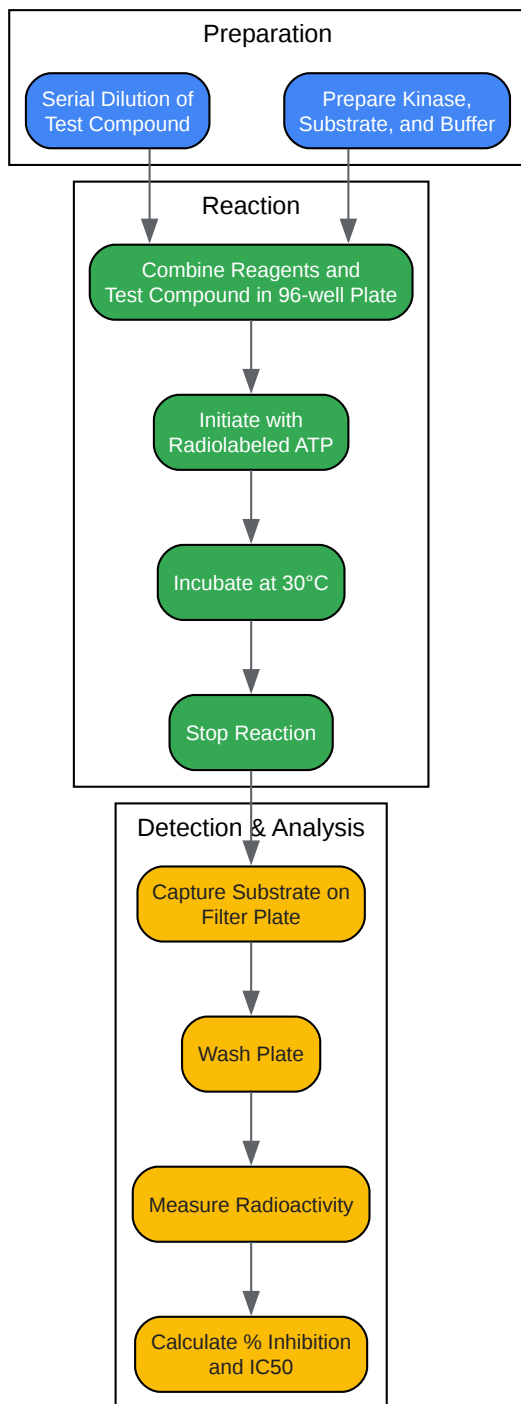 Preparation
Serial Dilution of
Test Compound
Prepare Kinase,
Substrate, and Buffer
Reaction
Combine Reagents and
Test Compound in 96-well Plate
Initiate with
Radiolabeled ATP
Incubate at 30°C
Stop Reaction
Detection & Analysis
Capture Substrate on
Filter Plate
Wash Plate
Measure Radioactivity
Calculate % Inhibition
and IC50